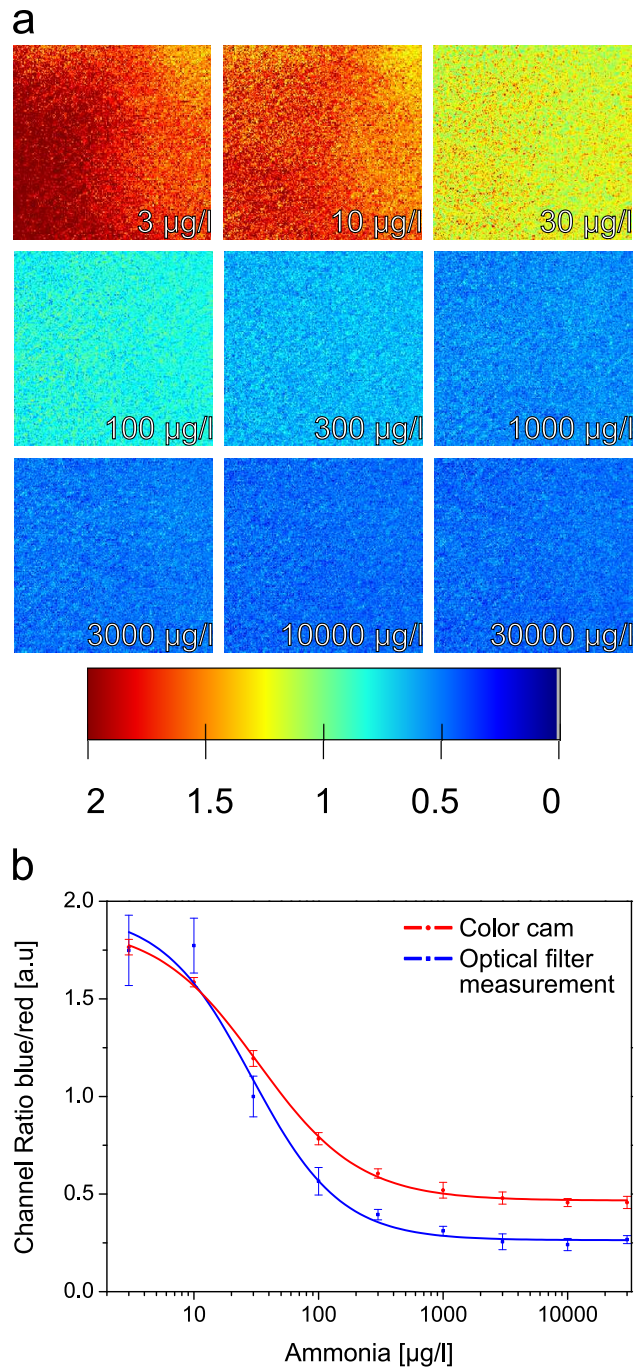 a
3 µg/l 10 µg/l 30 µg/l
100 µg/l 300 µg/l 1000 µg/l
3000 µg/l 10000 µg/l 30000 µg/l
2 1.5 1 0.5 0
b
Channel Ratio blue/red [a.u]
2.0
1.5
1.0
0.5
0.0
Color cam
Optical filter
measurement
10 100 1000 10000
Ammonia [µg/l]